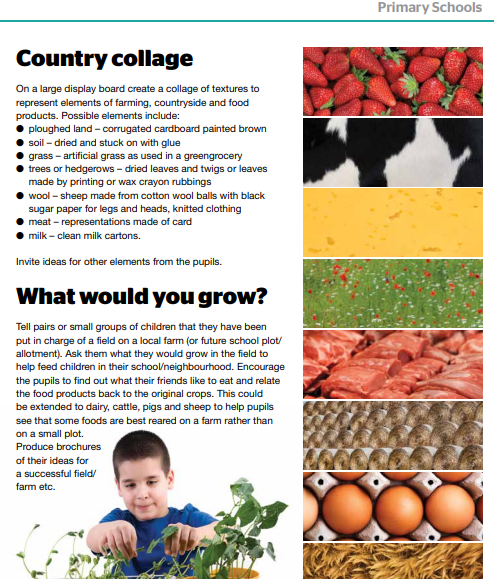 Primary Schools
Country collage
On a large display board create a collage of textures to
represent elements of farming, countryside and food
products. Possible elements include:
● ploughed land – corrugated cardboard painted brown
● soil – dried and stuck on with glue
● grass – artificial grass as used in a greengrocery
● trees or hedgerows – dried leaves and twigs or leaves
made by printing or wax crayon rubbings
● wool – sheep made from cotton wool balls with black
sugar paper for legs and heads, knitted clothing
● meat – representations made of card
● milk – clean milk cartons.
Invite ideas for other elements from the pupils.
What would you grow?
Tell pairs or small groups of children that they have been
put in charge of a field on a local farm (or future school plot/
allotment). Ask them what they would grow in the field to
help feed children in their school/neighbourhood. Encourage
the pupils to find out what their friends like to eat and relate
the food products back to the original crops. This could
be extended to dairy, cattle, pigs and sheep to help pupils
see that some foods are best reared on a farm rather than
on a small plot.
Produce brochures
of their ideas for
a successful field/
farm etc.